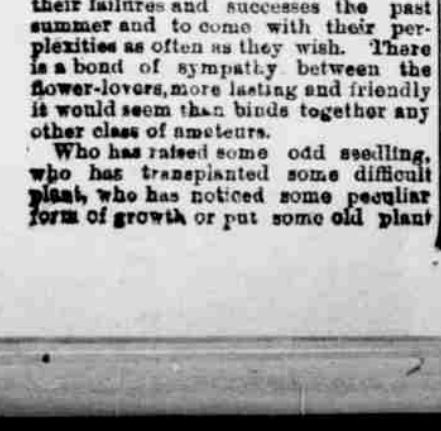 their failures and successes the past
summer and to come with their per-
plexities as often as they wish. There
is a bond of sympathy between the
flower-lovers, more lasting and friendly
it would seem than binds together any
other class of amateurs.
Who has raised some odd seedling,
who has transplanted some difficult
plant, who has noticed some peculiar
form of growth or put some old plant